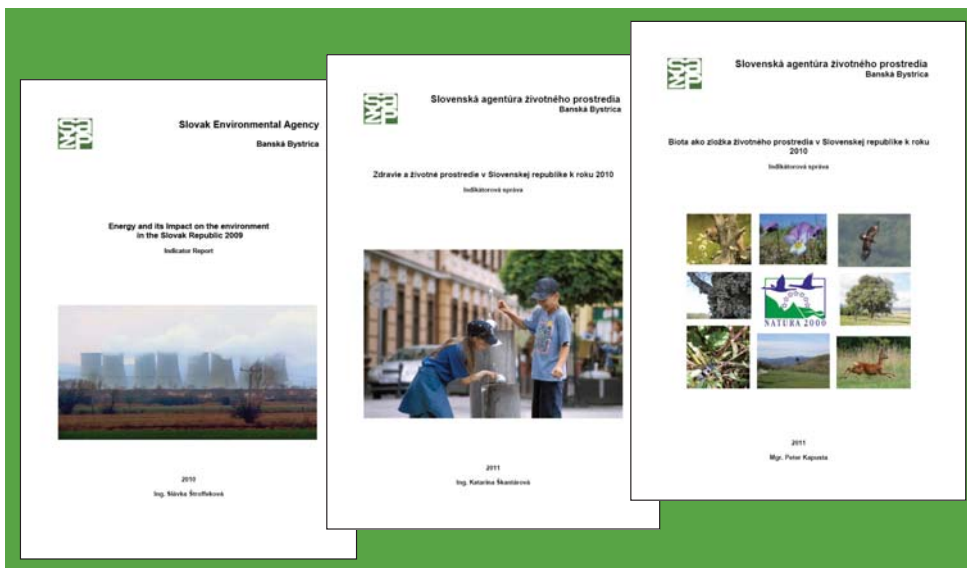 Slovak Environmental Agency
Banská Bystrica
Energy and its Impact on the environment
in the Slovak Republic 2009
Indicator Report
2010
Ing. Slávka Štroffeková
Slovenská agentúra životného prostredia
Banská Bystrica
Zdravie a životné prostredie v Slovenskej republike k roku 2010
Indikátorová správa
2011
Ing. Katarína Škantárová
Slovenská agentúra životného prostredia
Banská Bystrica
Biota ako zložka životného prostredia v Slovenskej republike k roku
2010
Indikátorová správa
NATURA 2000
2011
Mgr. Peter Kapusta